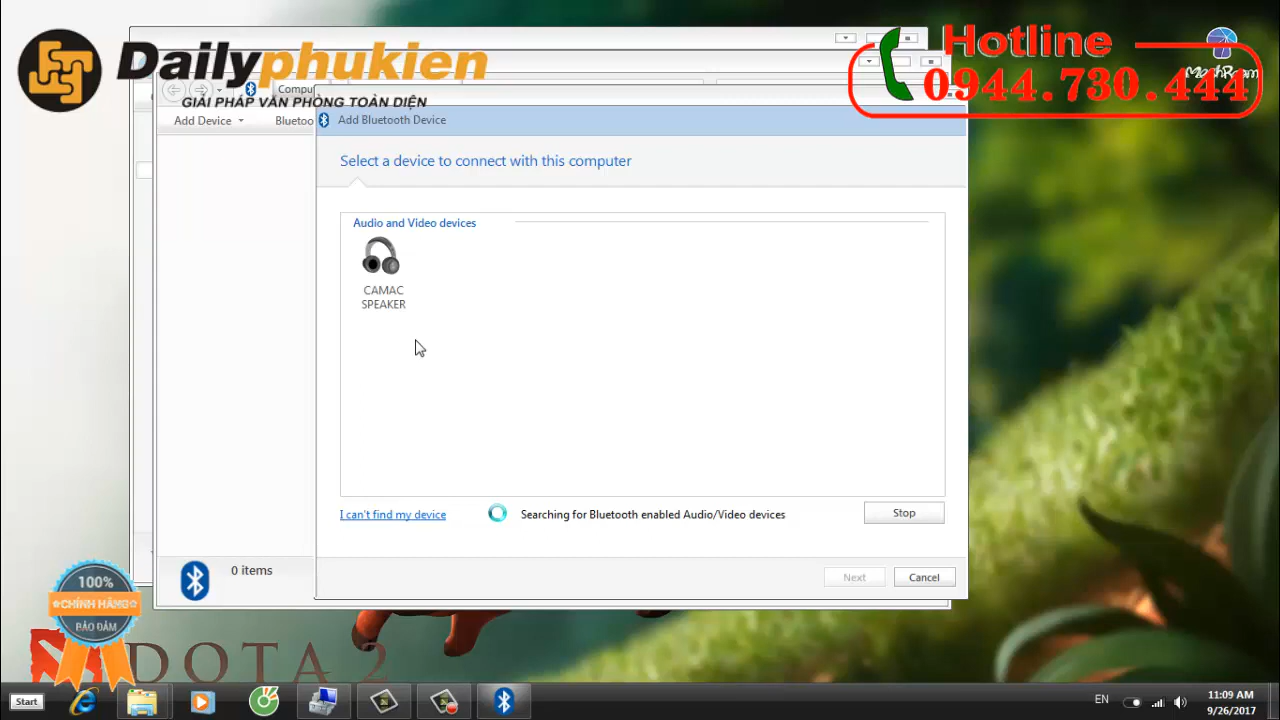 Dailyphukien
GIẢI PHÁP VĂN PHÒNG TOÀN DIỆN
Hotline
0944.730.444
Compu
Add Device
Bluetoo
Add Bluetooth Device
Select a device to connect with this computer
Audio and Video devices
CAMAC
SPEAKER
I can't find my device
Searching for Bluetooth enabled Audio/Video devices
Stop
0 items
Next
Cancel
100%
CHÍNH HÃNG
BẢO ĐẢM
DOTA 2
Start
EN
11:09 AM
9/26/2017